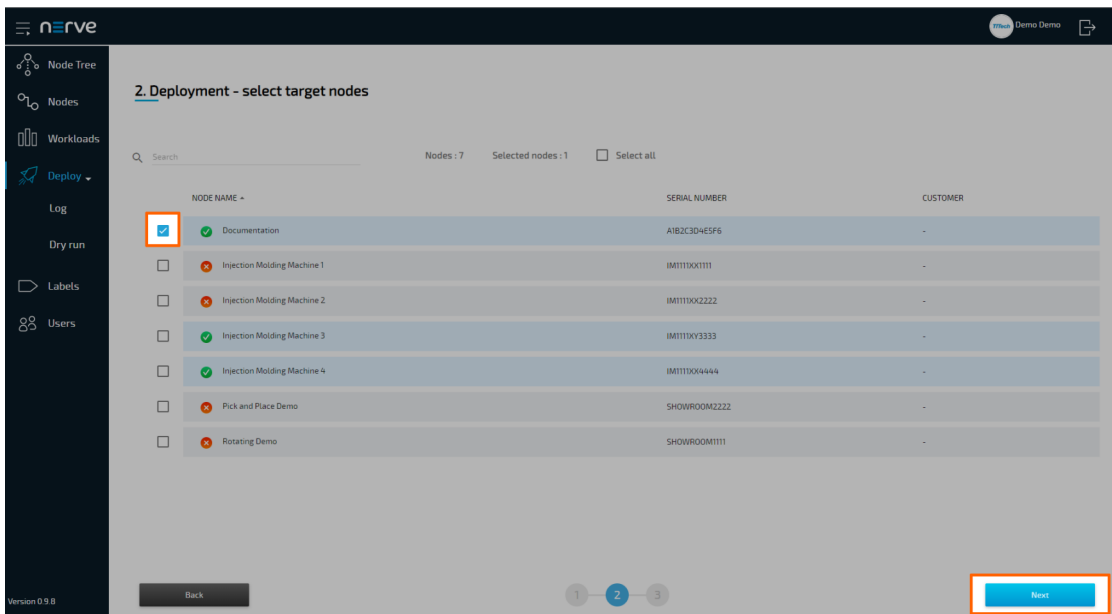 nerve
TTTech Demo Demo
Node Tree
Nodes
Workloads
Deploy
Log
Dry run
Labels
Users
Version 0.9.8
2. Deployment - select target nodes
Search Nodes : 7 Selected nodes : 1 Select all
NODE NAME SERIAL NUMBER CUSTOMER
Documentation A1B2C3D4E5F6 -
Injection Molding Machine 1 IM1111XX1111 -
Injection Molding Machine 2 IM1111XX2222 -
Injection Molding Machine 3 IM1111XY3333 -
Injection Molding Machine 4 IM1111XX4444 -
Pick and Place Demo SHOWROOM2222 -
Rotating Demo SHOWROOM1111 -
Back 1 2 3 Next